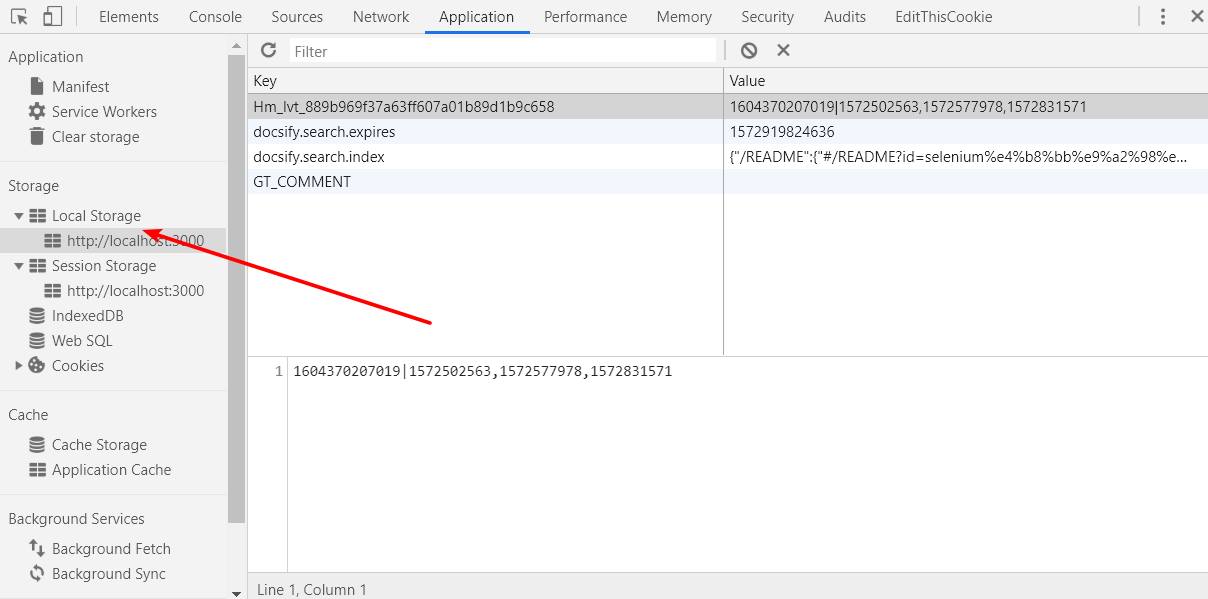 Elements Console Sources Network Application Performance Memory Security Audits EditThisCookie
Application
Manifest
Service Workers
Clear storage
Storage
Local Storage
http://localhost:3000
Session Storage
http://localhost:3000
IndexedDB
Web SQL
Cookies
Cache
Cache Storage
Application Cache
Background Services
Background Fetch
Background Sync
Filter
Key Value
Hm_lvt_889b969f37a63ff607a01b89d1b9c658 1604370207019|1572502563,1572577978,1572831571
docsify.search.expires 1572919824636
docsify.search.index {"/README":{"#/README?id=selenium%e4%b8%bb%e9%a2%98%e...
GT_COMMENT
1 1604370207019|1572502563,1572577978,1572831571
Line 1, Column 1